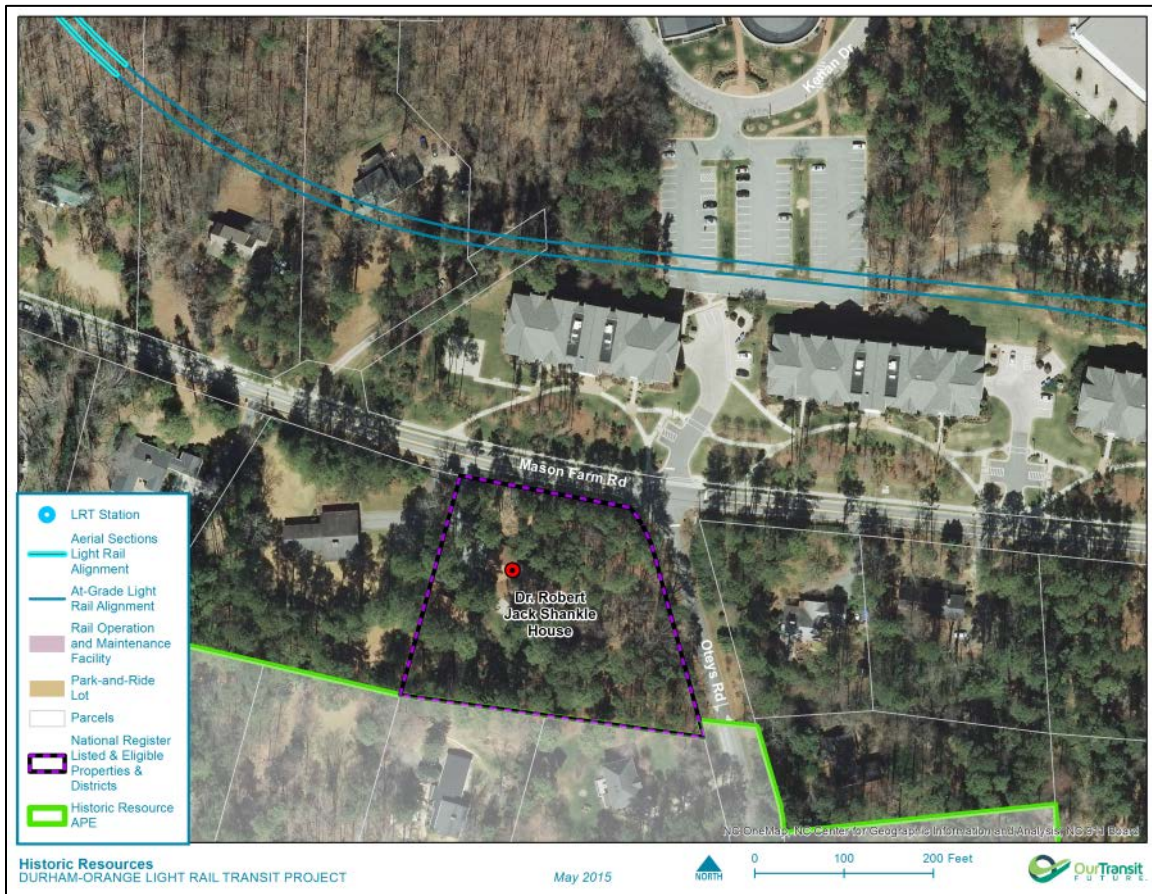 Kenan Dr
Mason Farm Rd
Dr. Robert
Jack Shankle
House
Oteys Rd
LRT Station
Aerial Sections
Light Rail
Alignment
At-Grade Light
Rail Alignment
Rail Operation
and Maintenance
Facility
Park-and-Ride
Lot
Parcels
National Register
Listed & Eligible
Properties &
Districts
Historic Resource
APE
NC OneMap, NC Center for Geographic Information and Analysis, NC 911 Board
Historic Resources
DURHAM-ORANGE LIGHT RAIL TRANSIT PROJECT
May 2015
NORTH
0 100 200 Feet
OurTransit
FUTURE